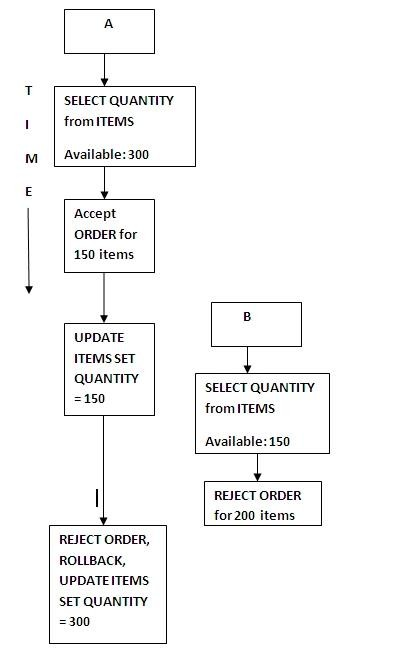 A
T
I
M
E
SELECT QUANTITY
from ITEMS
Available: 300
Accept
ORDER for
150 items
UPDATE
ITEMS SET
QUANTITY
= 150
REJECT ORDER,
ROLLBACK,
UPDATE ITEMS
SET QUANTITY
= 300
B
SELECT QUANTITY
from ITEMS
Available: 150
REJECT ORDER
for 200 items